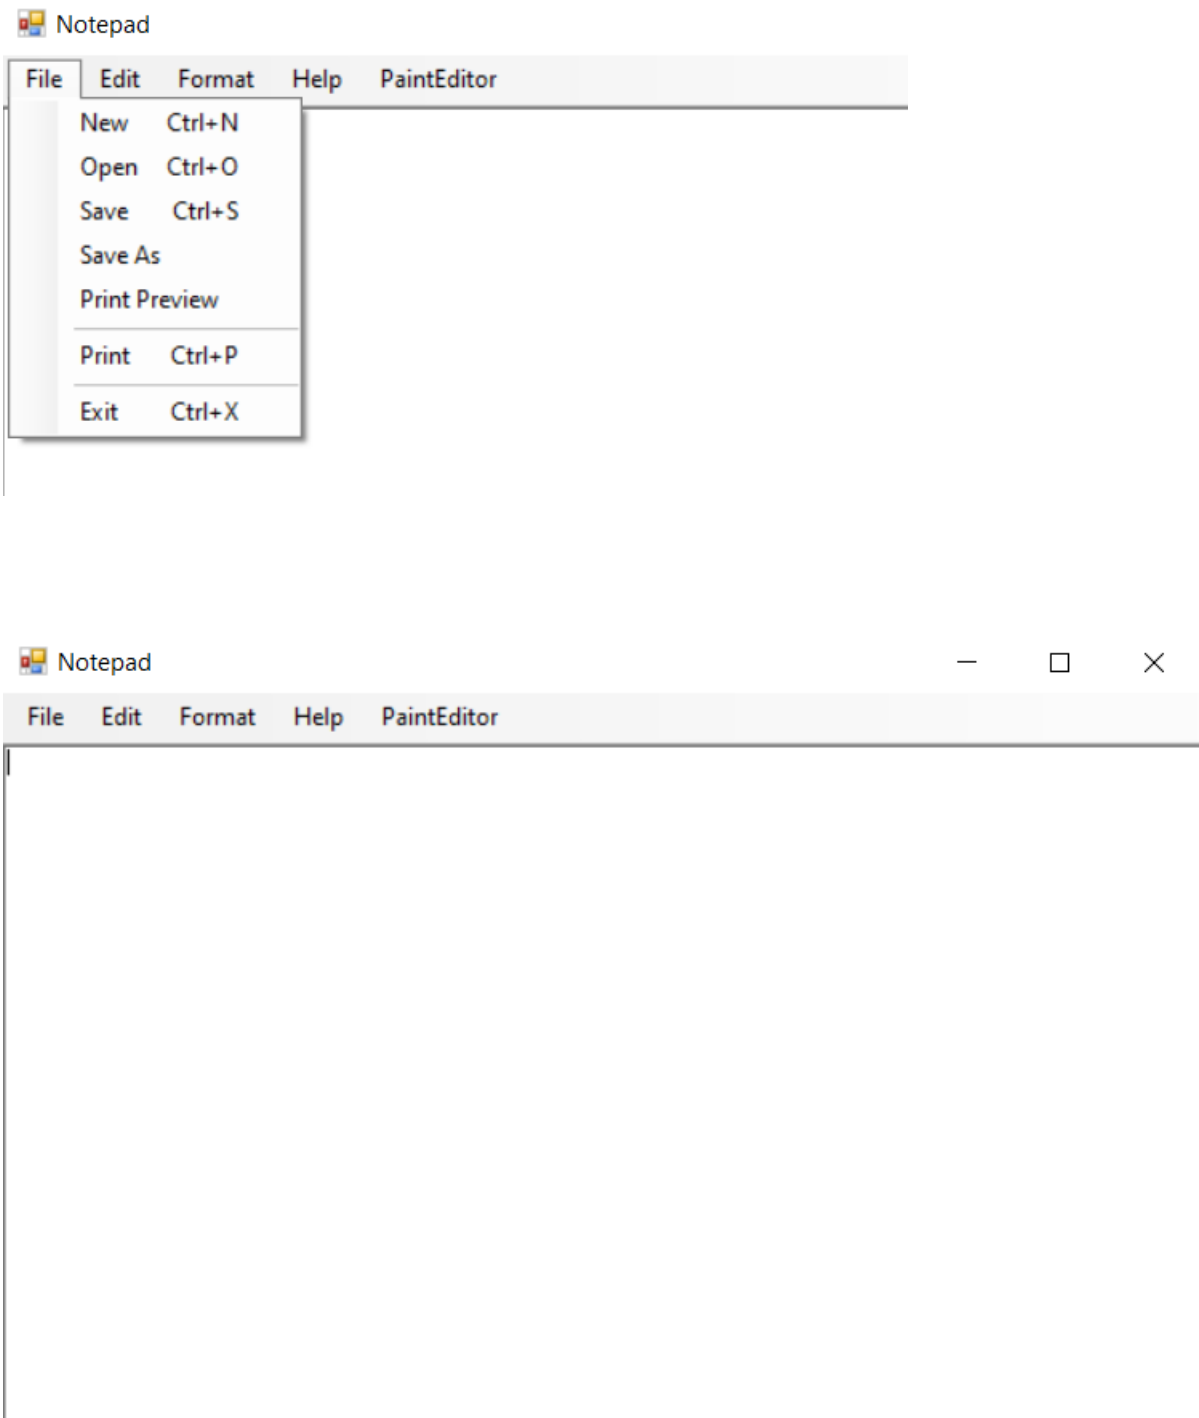 Notepad
File Edit Format Help PaintEditor
New Ctrl+N
Open Ctrl+O
Save Ctrl+S
Save As
Print Preview
Print Ctrl+P
Exit Ctrl+X
Notepad
File Edit Format Help PaintEditor